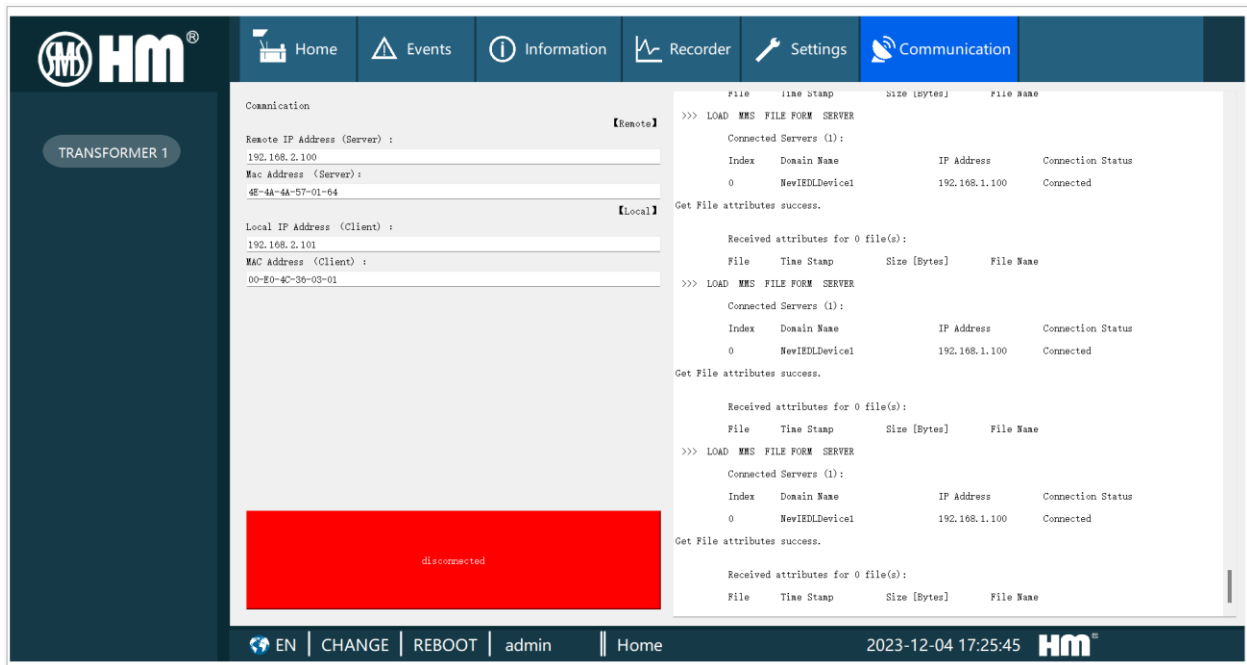 SMS HM®
Home
Events
Information
Recorder
Settings
Communication
TRANSFORMER 1
Comnication
【Remote】
Remote IP Address (Server) :
192.168.2.100
Mac Address （Server）:
4E-4A-4A-57-01-64
【Local】
Local IP Address （Client）:
192.168.2.101
MAC Address （Client）:
00-E0-4C-36-03-01
disconnected
File Time Stamp Size [Bytes] File Name
>>> LOAD MMS FILE FORM SERVER
Connected Servers (1):
Index Domain Name IP Address Connection Status
0 NewIEDLDevice1 192.168.1.100 Connected
Get File attributes success.
Received attributes for 0 file(s):
File Time Stamp Size [Bytes] File Name
>>> LOAD MMS FILE FORM SERVER
Connected Servers (1):
Index Domain Name IP Address Connection Status
0 NewIEDLDevice1 192.168.1.100 Connected
Get File attributes success.
Received attributes for 0 file(s):
File Time Stamp Size [Bytes] File Name
>>> LOAD MMS FILE FORM SERVER
Connected Servers (1):
Index Domain Name IP Address Connection Status
0 NewIEDLDevice1 192.168.1.100 Connected
Get File attributes success.
Received attributes for 0 file(s):
File Time Stamp Size [Bytes] File Name
EN | CHANGE | REBOOT | admin || Home 2023-12-04 17:25:45 HM®